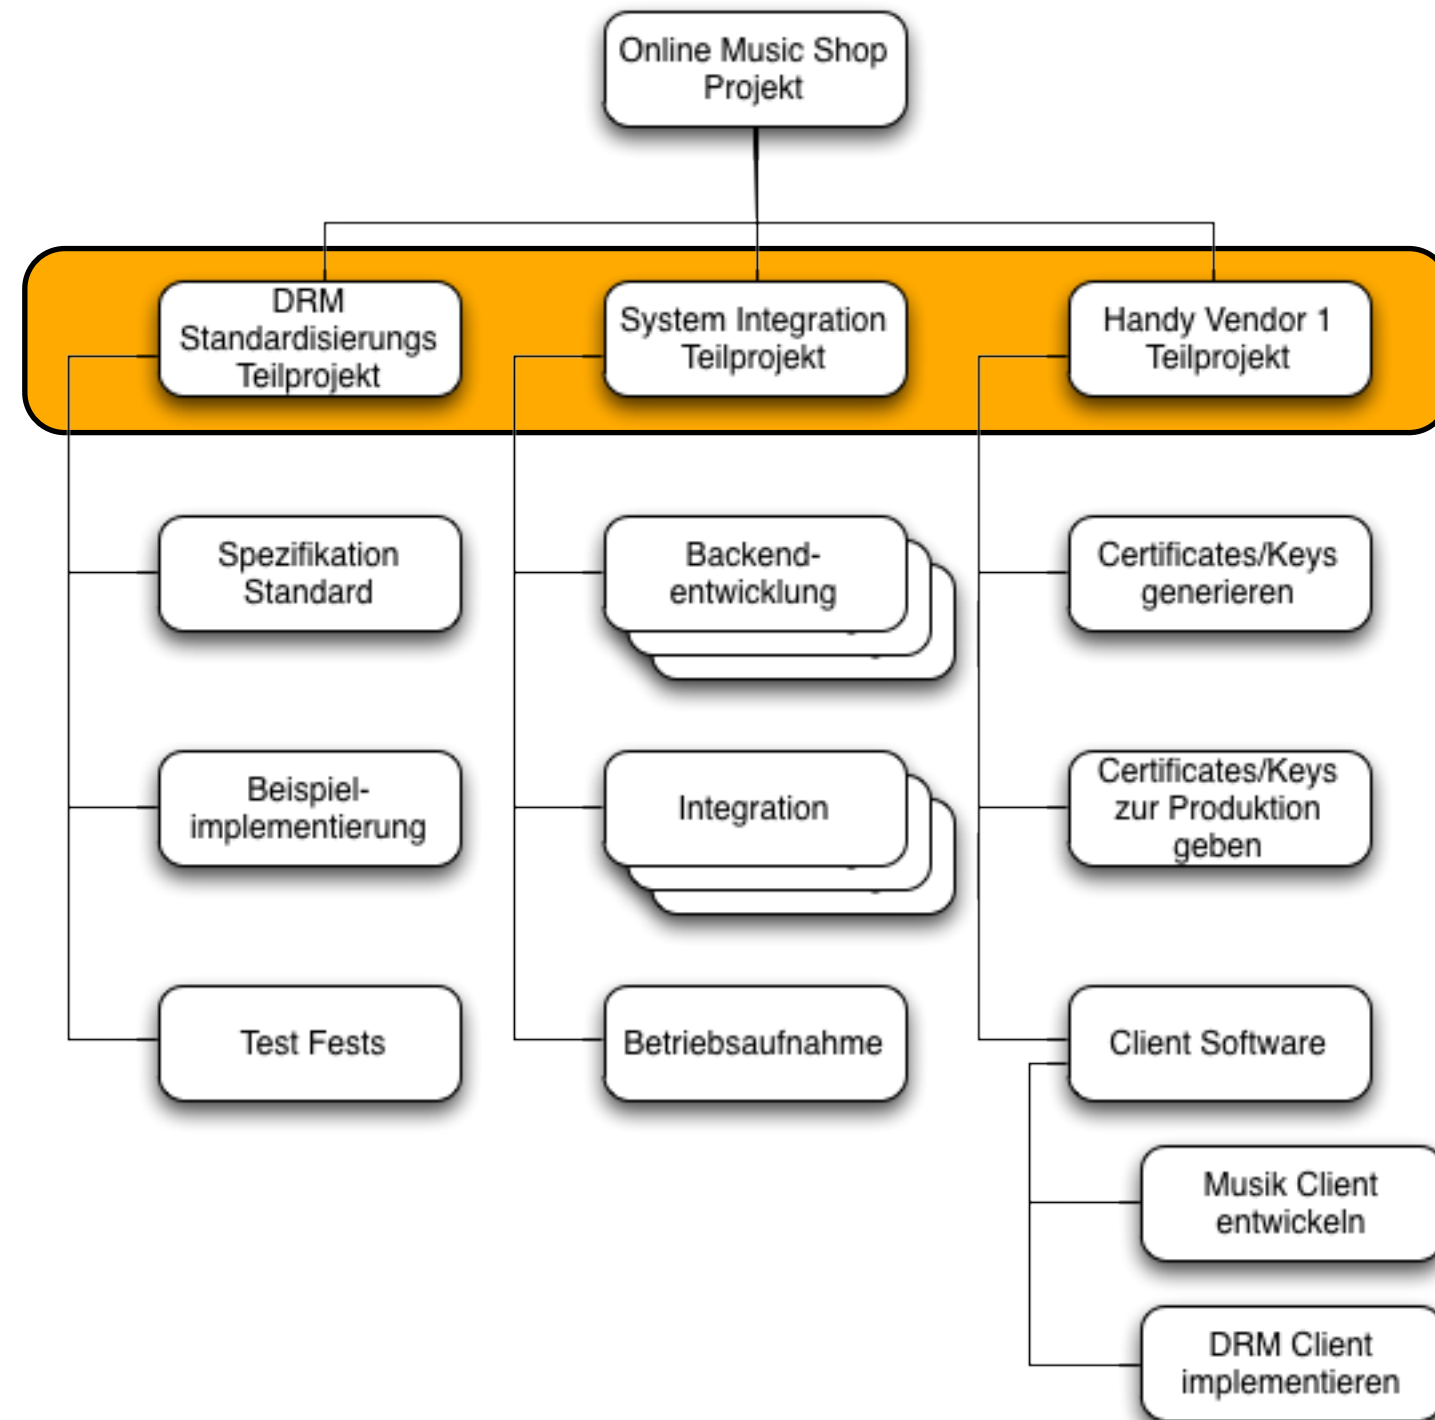 Online Music Shop
Projekt
DRM
Standardisierungs
Teilprojekt
System Integration
Teilprojekt
Handy Vendor 1
Teilprojekt
Spezifikation
Standard
Backend-
entwicklung
Certificates/Keys
generieren
Beispiel-
implementierung
Integration
Certificates/Keys
zur Produktion
geben
Test Fests
Betriebsaufnahme
Client Software
Musik Client
entwickeln
DRM Client
implementieren